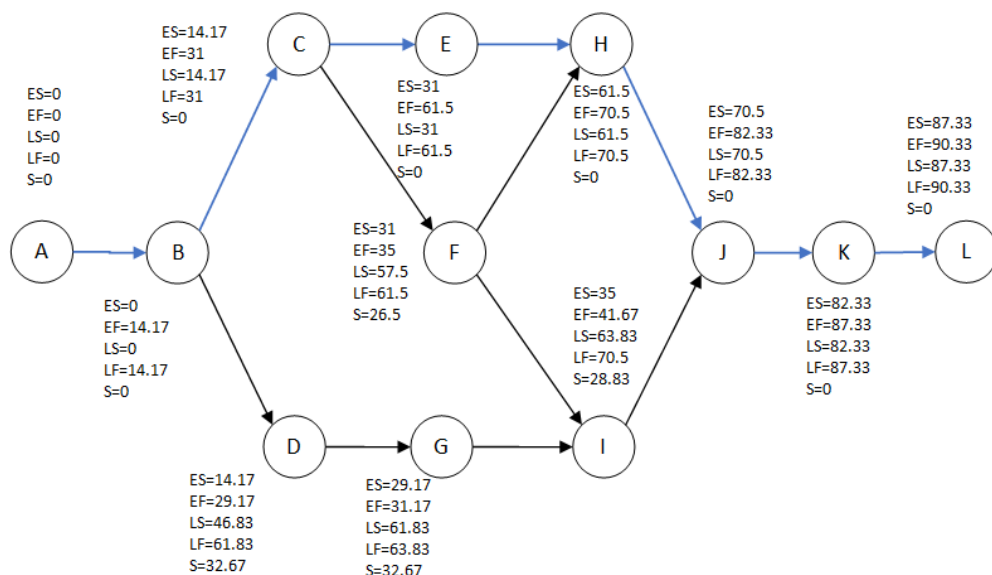 ES=14.17
EF=31
LS=14.17
LF=31
S=0
C
E
H
ES=0
EF=0
LS=0
LF=0
S=0
ES=31
EF=61.5
LS=31
LF=61.5
S=0
ES=61.5
EF=70.5
LS=61.5
LF=70.5
S=0
ES=70.5
EF=82.33
LS=70.5
LF=82.33
S=0
ES=87.33
EF=90.33
LS=87.33
LF=90.33
S=0
A
B
ES=31
EF=35
LS=57.5
LF=61.5
S=26.5
F
J
K
L
ES=0
EF=14.17
LS=0
LF=14.17
S=0
ES=35
EF=41.67
LS=63.83
LF=70.5
S=28.83
ES=82.33
EF=87.33
LS=82.33
LF=87.33
S=0
D
G
I
ES=14.17
EF=29.17
LS=46.83
LF=61.83
S=32.67
ES=29.17
EF=31.17
LS=61.83
LF=63.83
S=32.67